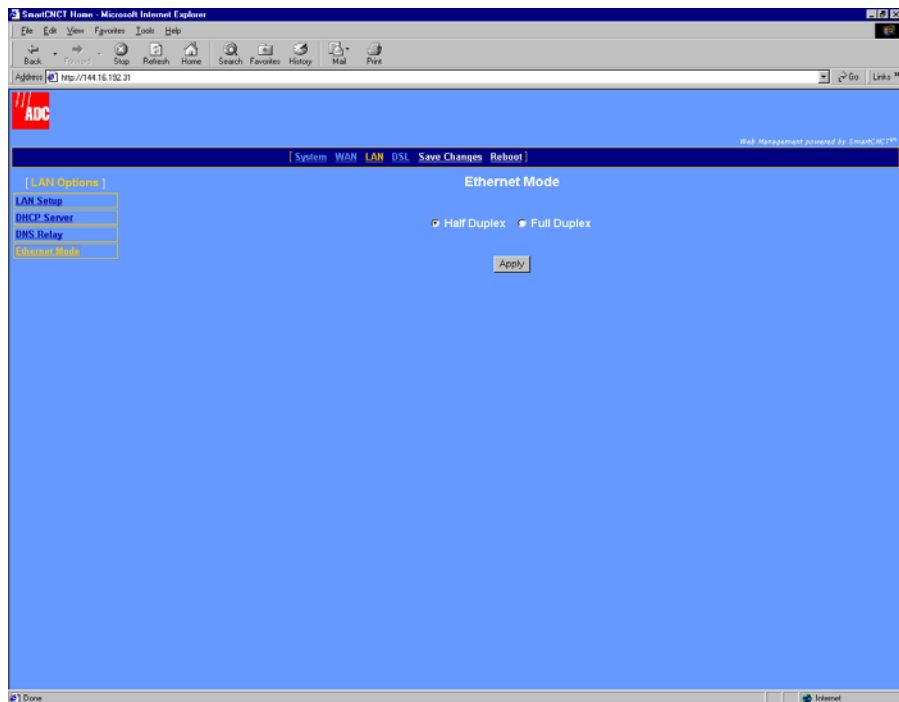 SmartCNCT Home - Microsoft Internet Explorer
File Edit View Favorites Tools Help
Back Forward Stop Refresh Home Search Favorites History Mail Print
Address http://144.16.192.31 Go Links »
ADC
Web Management powered by SmartCNCT
[ System WAN LAN DSL Save Changes Reboot ]
[ LAN Options ]
LAN Setup
DHCP Server
DNS Relay
Ethernet Mode
Ethernet Mode
Half Duplex Full Duplex
Apply
Done Internet